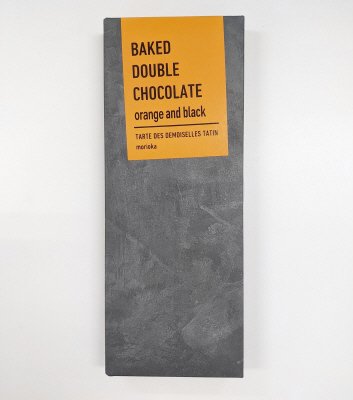 BAKED
DOUBLE
CHOCOLATE
orange and black
TARTE DES DEMOISELLES TATIN
morioka